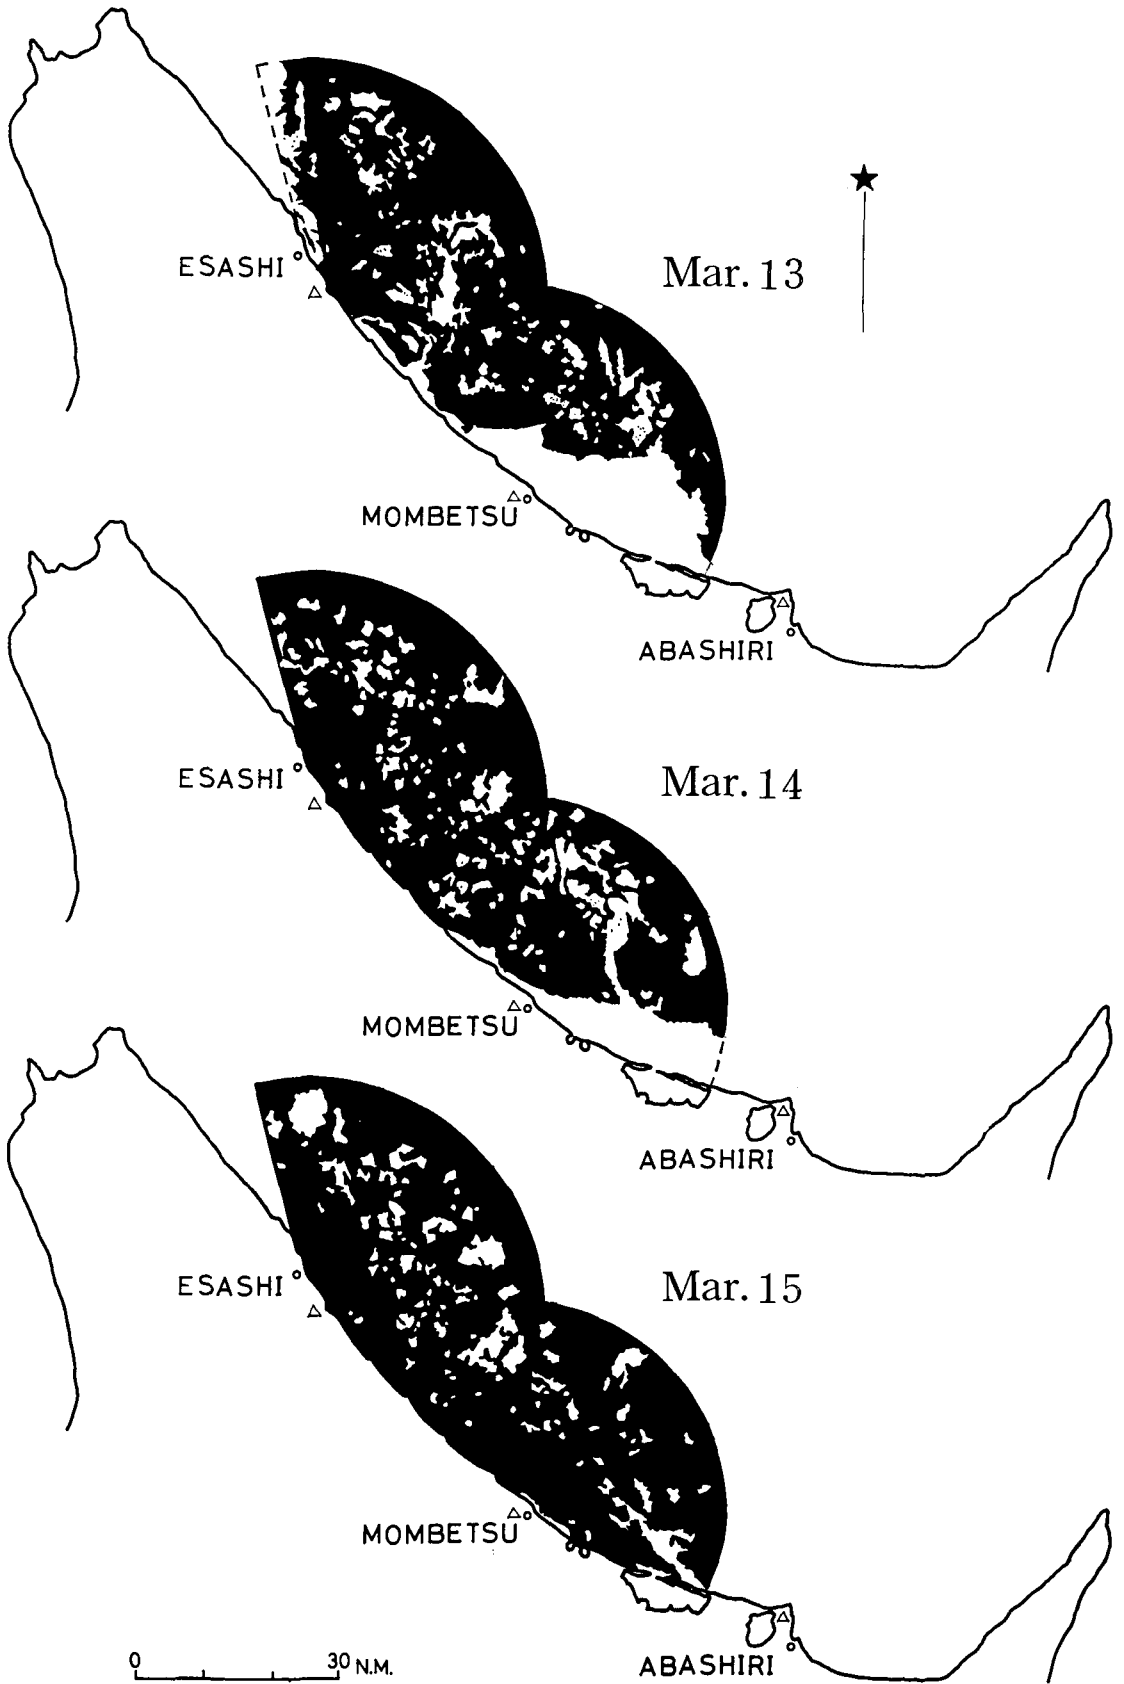 Mar. 13
ESASHI
MOMBETSU
ABASHIRI
Mar. 14
ESASHI
MOMBETSU
ABASHIRI
Mar. 15
ESASHI
MOMBETSU
ABASHIRI
0 30 N.M.